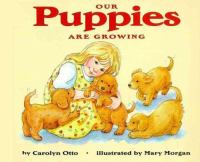 OUR
Puppies
ARE GROWING
by Carolyn Otto • illustrated by Mary Morgan